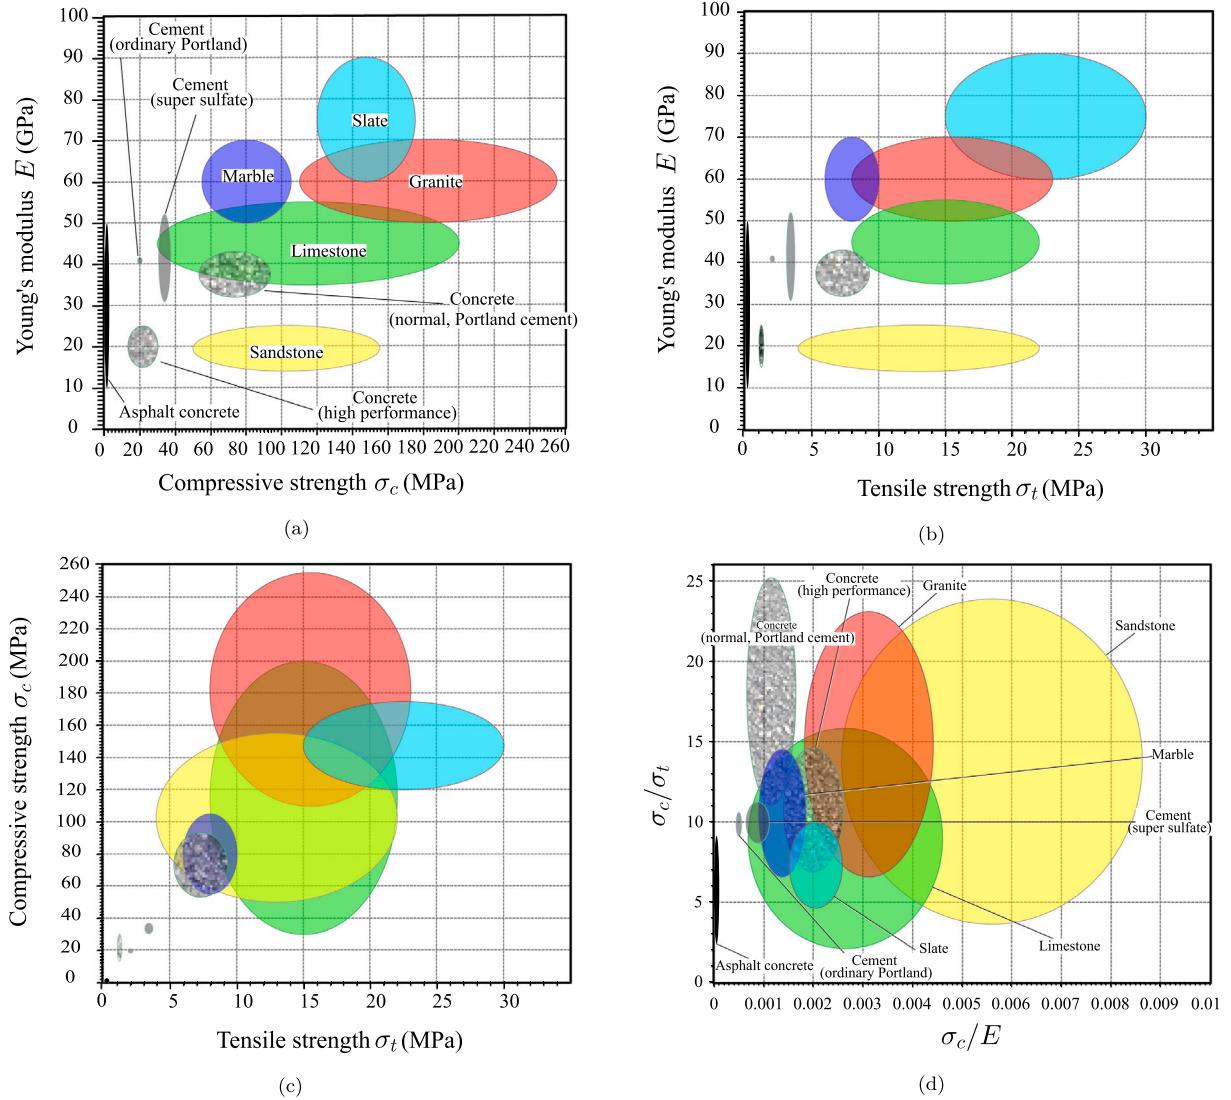 100
90
80
70
60
50
40
30
20
10
0
Young's modulus E (GPa)
Cement
(ordinary Portland)
Cement
(super sulfate)
Slate
Marble
Granite
Limestone
Concrete
(normal, Portland cement)
Sandstone
Concrete
(high performance)
Asphalt concrete
0 20 40 60 80 100 120 140 160 180 200 220 240 260
Compressive strength σc (MPa)
(a)
100
90
80
70
60
50
40
30
20
10
0
Young's modulus E (GPa)
0 5 10 15 20 25 30
Tensile strength σt (MPa)
(b)
260
240
220
200
180
160
140
120
100
80
60
40
20
0
Compressive strength σc (MPa)
0 5 10 15 20 25 30
Tensile strength σt (MPa)
(c)
25
20
15
10
5
0
σc/σt
Concrete
(high performance)
Granite
Concrete
(normal, Portland cement)
Sandstone
Marble
Cement
(super sulfate)
Limestone
Slate
Cement
(ordinary Portland)
Asphalt concrete
0 0.001 0.002 0.003 0.004 0.005 0.006 0.007 0.008 0.009 0.01
σc/E
(d)